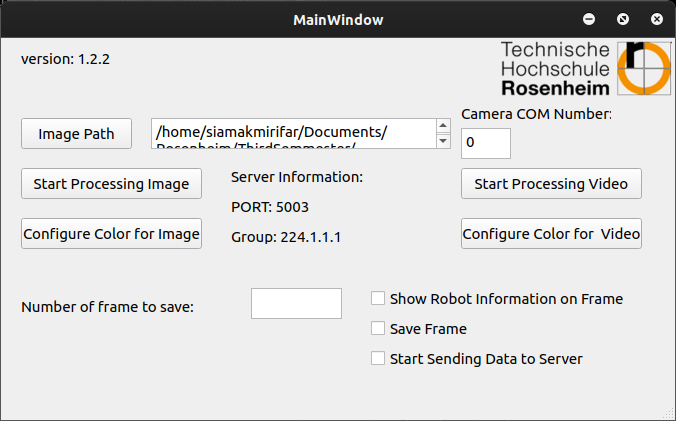 MainWindow
version: 1.2.2
Technische
Hochschule
Rosenheim
Camera COM Number:
Image Path
/home/siamakmirifar/Documents/
Rosenheim/ThirdSemmester/
0
Start Processing Image
Server Information:
Start Processing Video
PORT: 5003
Configure Color for Image
Group: 224.1.1.1
Configure Color for  Video
Number of frame to save:
Show Robot Information on Frame
Save Frame
Start Sending Data to Server